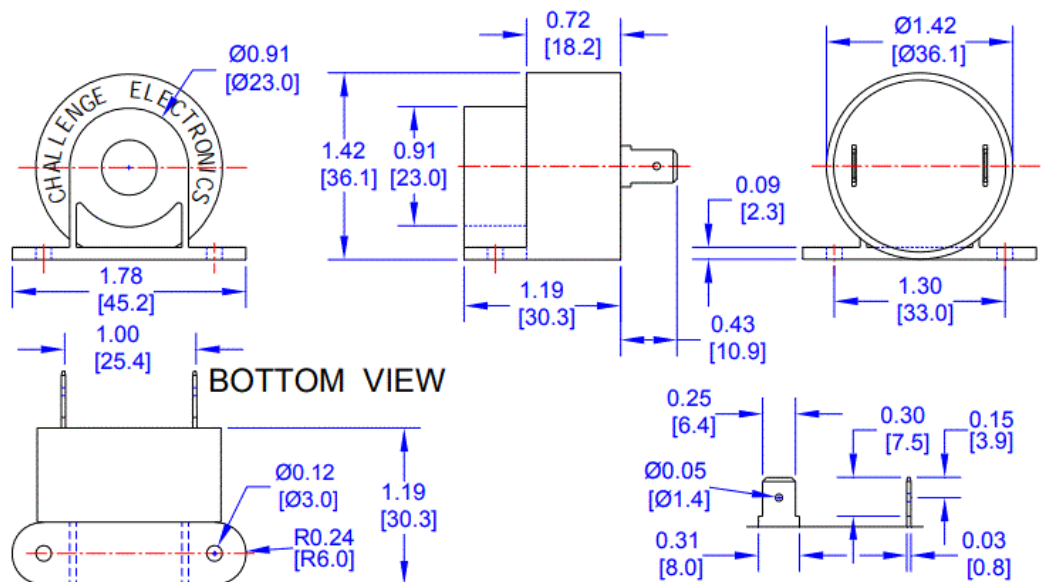 CHALLENGE ELECTRONICS
Ø0.91
[Ø23.0]
1.78
[45.2]
0.72
[18.2]
1.42
[36.1]
0.91
[23.0]
1.19
[30.3]
0.43
[10.9]
Ø1.42
[Ø36.1]
0.09
[2.3]
1.30
[33.0]
1.00
[25.4]
BOTTOM VIEW
Ø0.12
[Ø3.0]
1.19
[30.3]
R0.24
[R6.0]
0.25
[6.4]
0.30
[7.5]
0.15
[3.9]
Ø0.05
[Ø1.4]
0.31
[8.0]
0.03
[0.8]